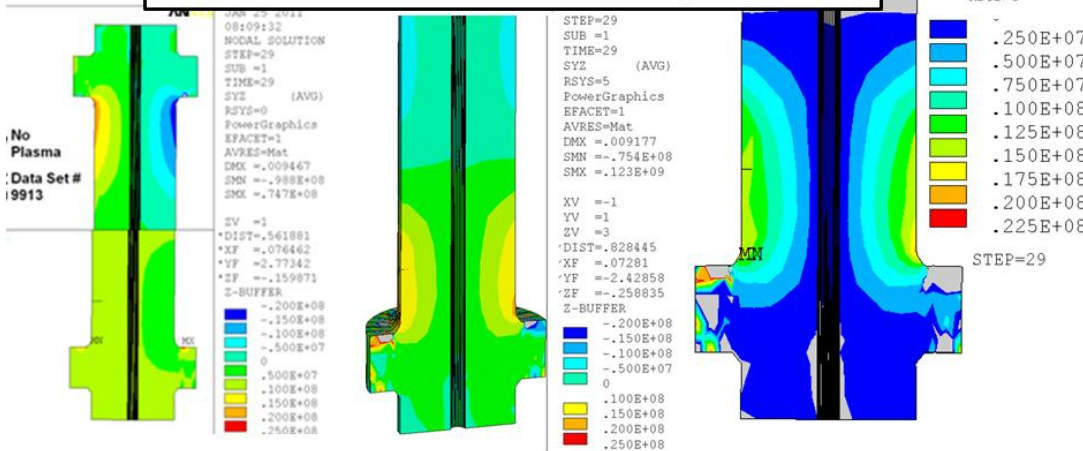 AN
No
Plasma
Data Set #
9913
JAN 25 2011
08:09:32
NODAL SOLUTION
STEP=29
SUB =1
TIME=29
SYZ (AVG)
RSYS=0
PowerGraphics
EFACET=1
AVRES=Mat
DMX =.009467
SMN =-.988E+08
SMX =.747E+08
ZV =1
*DIST=.561881
*XF =.076462
*YF =-2.77342
*ZF =-.159871
Z-BUFFER
-.200E+08
-.150E+08
-.100E+08
-.500E+07
0
.500E+07
.100E+08
.150E+08
.200E+08
.250E+08
MN
MX
STEP=29
SUB =1
TIME=29
SYZ (AVG)
RSYS=5
PowerGraphics
EFACET=1
AVRES=Mat
DMX =.009177
SMN =-.754E+08
SMX =.123E+09
XV =-1
YV =1
ZV =3
DIST=.828445
XF =.07281
YF =-2.42858
ZF =-.258835
Z-BUFFER
-.200E+08
-.150E+08
-.100E+08
-.500E+07
0
.100E+08
.150E+08
.200E+08
.250E+08
MN
.250E+07
.500E+07
.750E+07
.100E+08
.125E+08
.150E+08
.175E+08
.200E+08
.225E+08
STEP=29